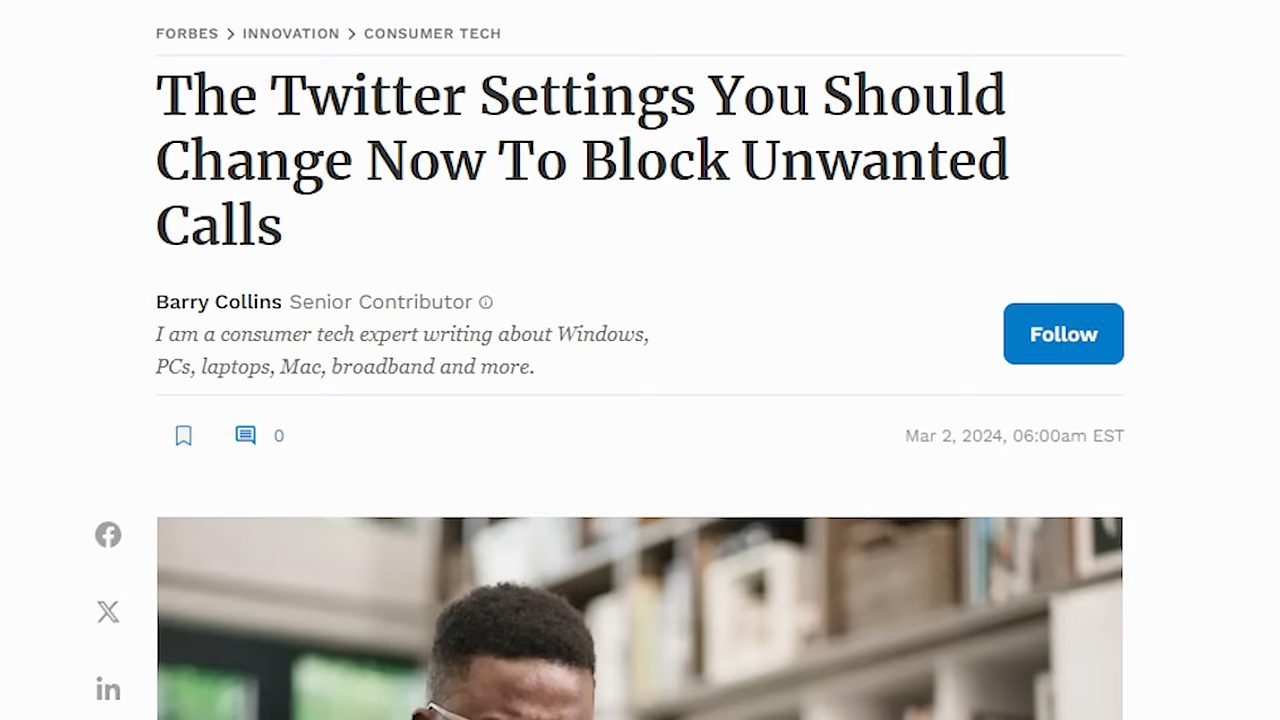 FORBES > INNOVATION > CONSUMER TECH
The Twitter Settings You Should
Change Now To Block Unwanted
Calls
Barry Collins Senior Contributor
I am a consumer tech expert writing about Windows,
PCs, laptops, Mac, broadband and more.
Follow
0
Mar 2, 2024, 06:00am EST